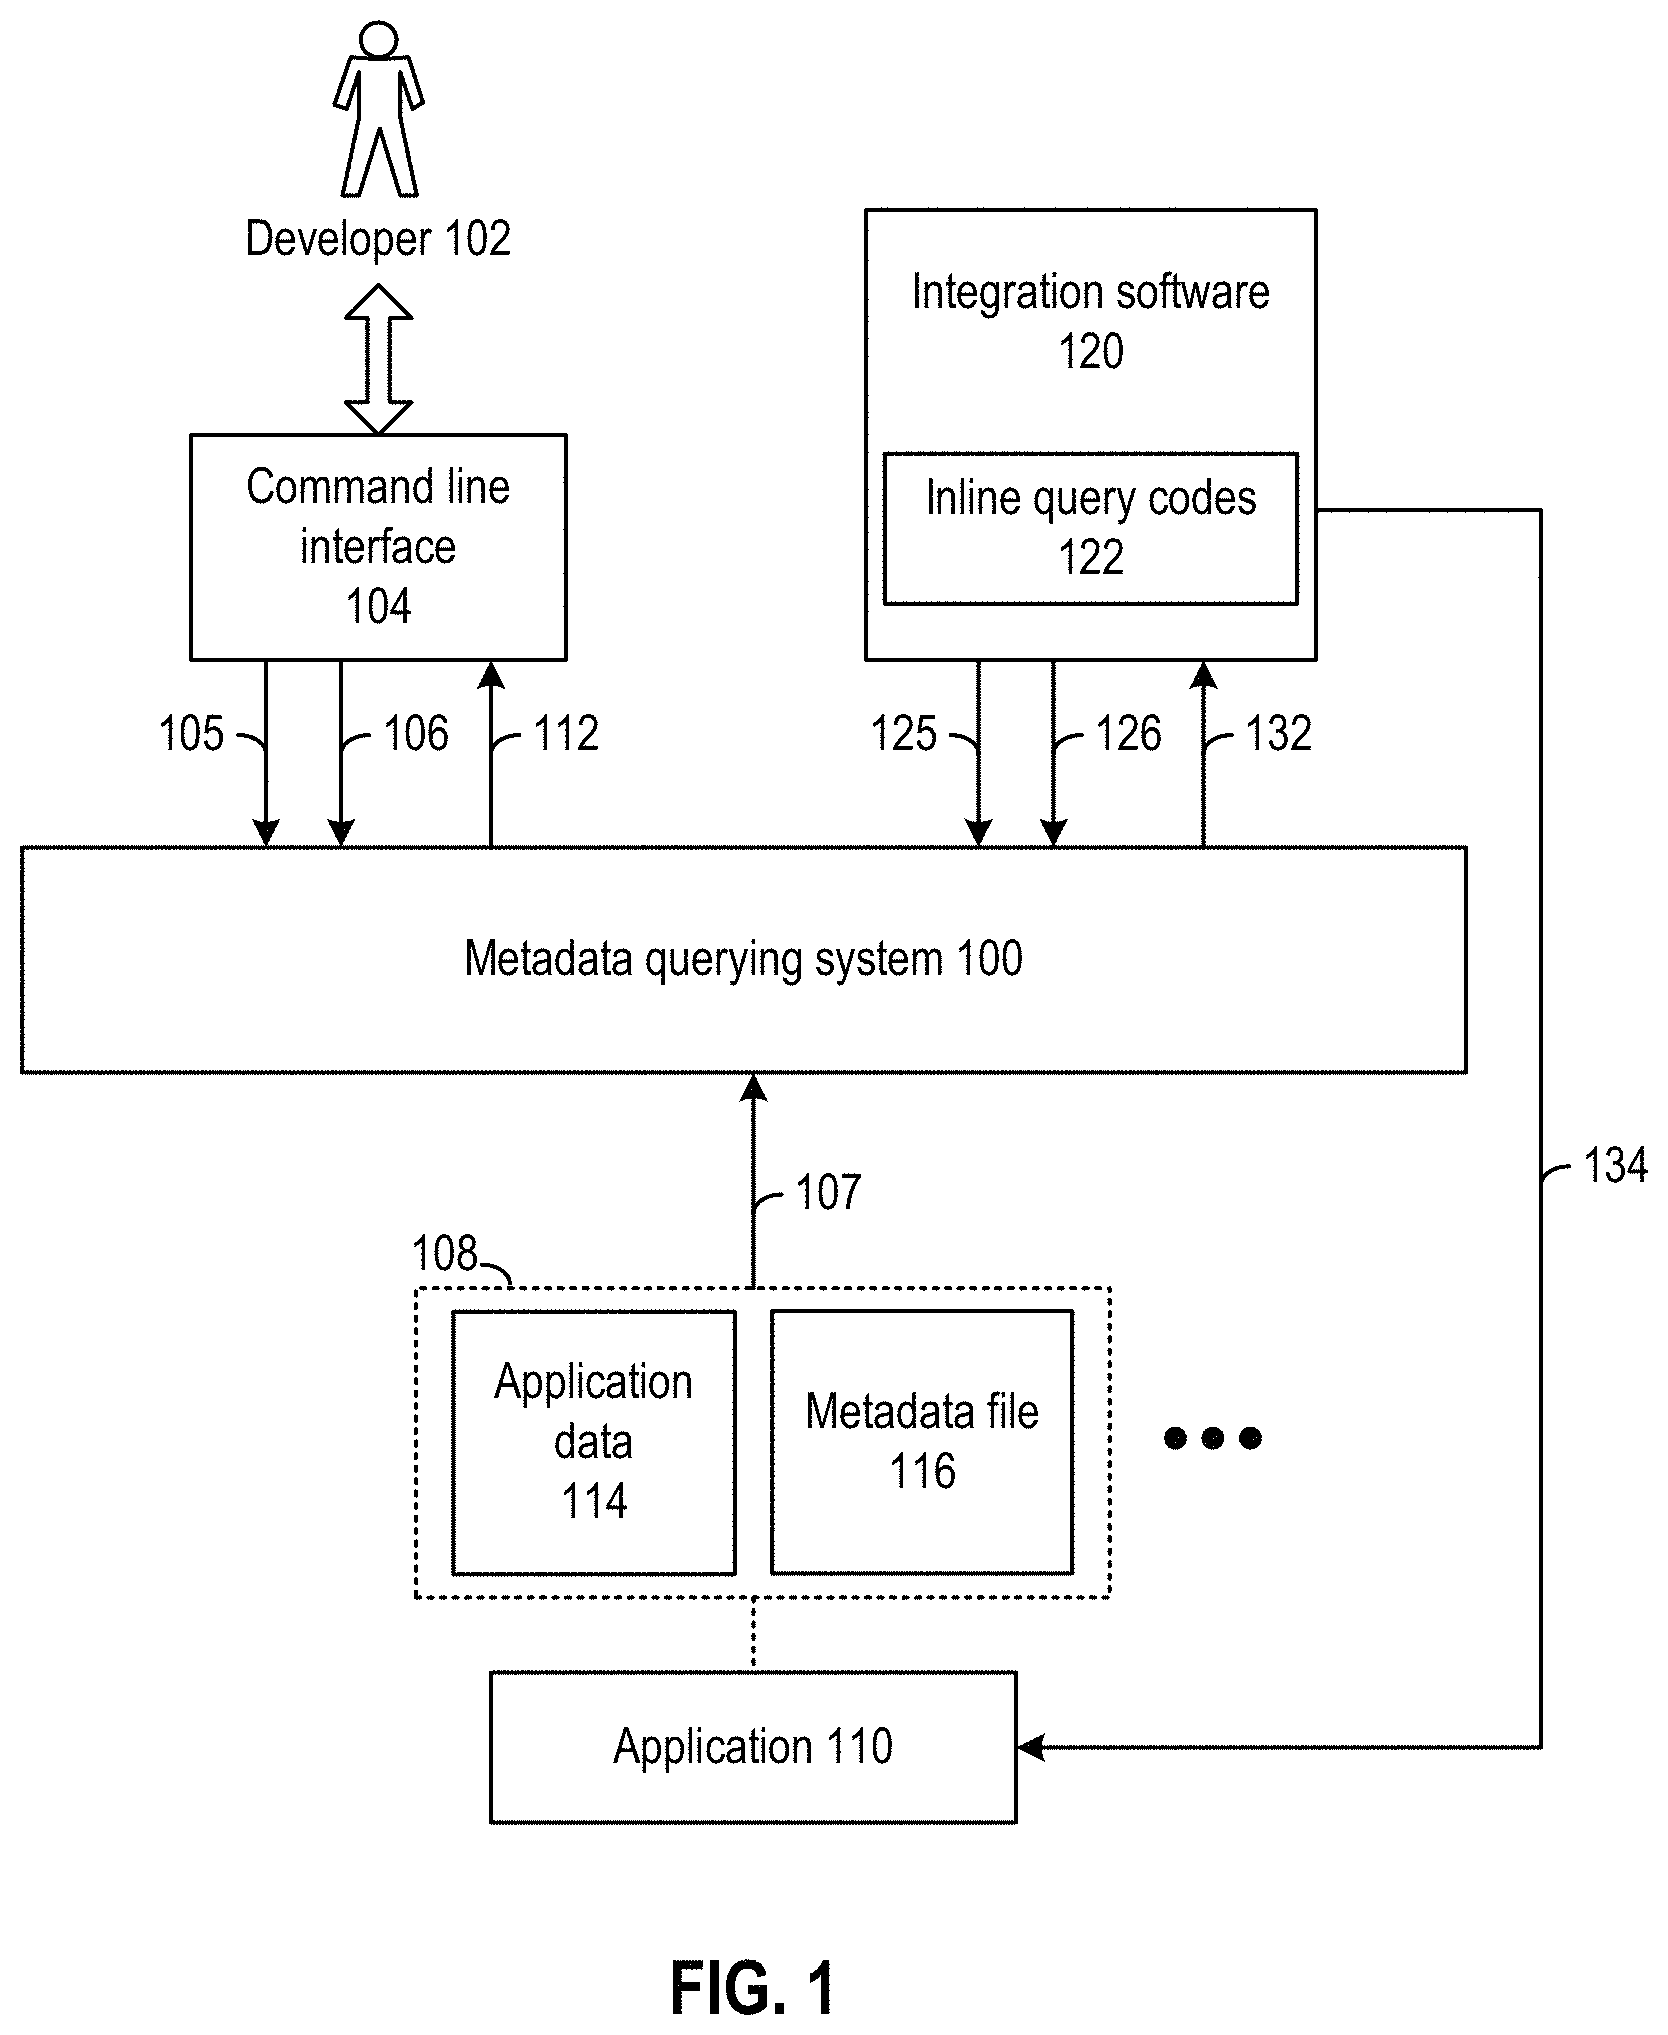 Developer 102
Integration software
120
Command line
interface
104
Inline query codes
122
105
106
112
125
126
132
Metadata querying system 100
134
107
108
Application
data
114
Metadata file
116
Application 110
FIG. 1